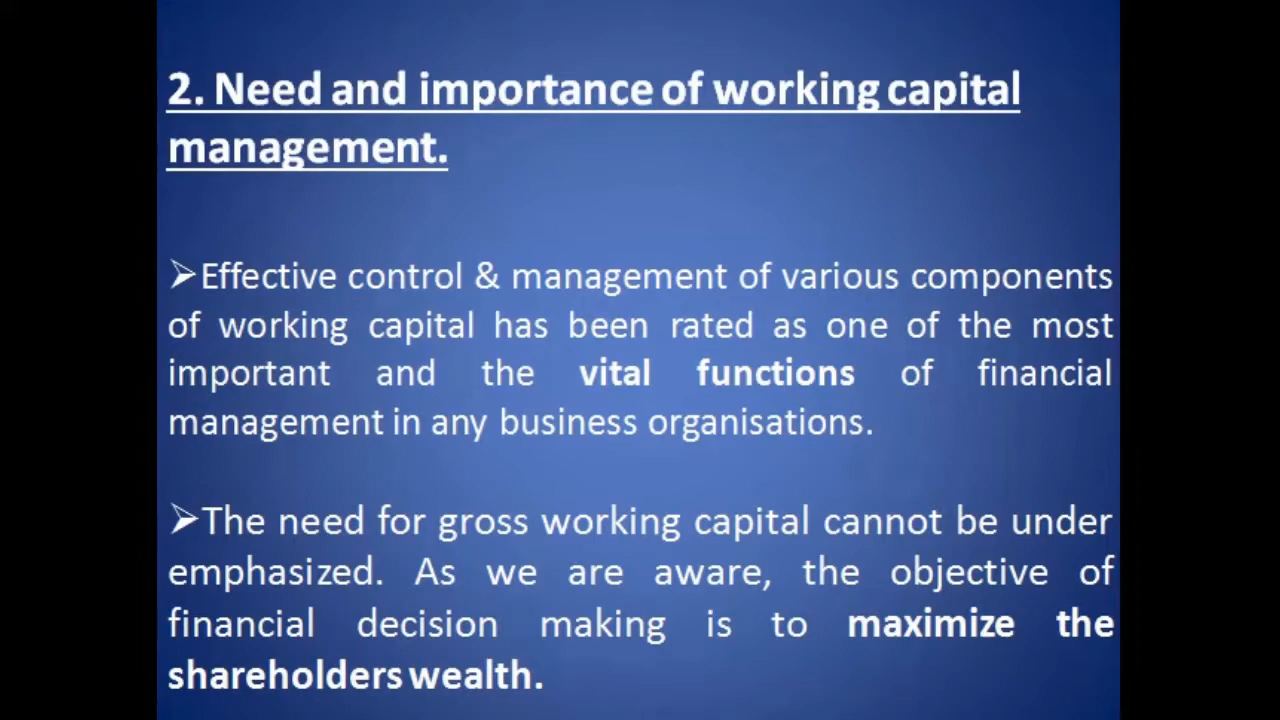 2. Need and importance of working capital
management.
➢Effective control & management of various components
of working capital has been rated as one of the most
important and the vital functions of financial
management in any business organisations.
➢The need for gross working capital cannot be under
emphasized. As we are aware, the objective of
financial decision making is to maximize the
shareholders wealth.